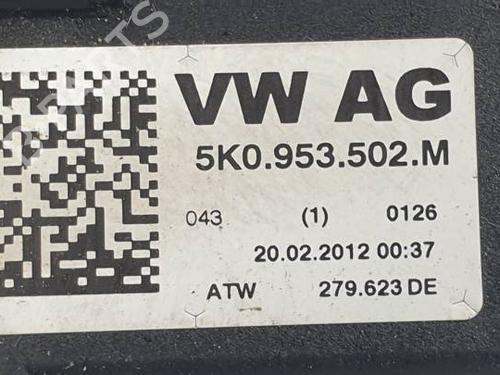 VW AG
5K0.953.502.M
043 (1) 0126
20.02.2012 00:37
ATW 279.623 DE